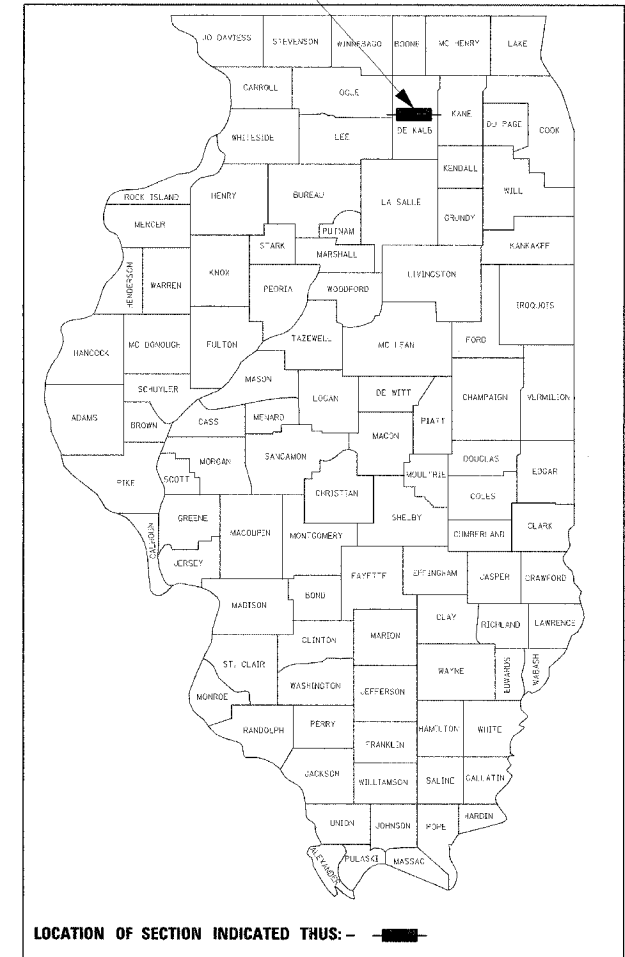 JO DAVIESS STEVENSON WINNEBAGO BOONE MC HENRY LAKE
CARROLL OGLE KANE DU PAGE COOK
WHITESIDE LEE DE KALB
KENDALL WILL
ROCK ISLAND HENRY BUREAU LA SALLE GRUNDY
MERCER PUTNAM KANKAKEE
STARK MARSHALL
HENDERSON WARREN KNOX PEORIA WOODFORD LIVINGSTON IROQUOIS
HANCOCK MC DONOUGH FULTON TAZEWELL MC LEAN FORD
MASON
SCHUYLER LOGAN DE WITT CHAMPAIGN VERMILION
ADAMS BROWN CASS MENARD MACON PIATT
MORGAN SANGAMON DOUGLAS EDGAR
PIKE SCOTT CHRISTIAN MOULTRIE COLES
GREENE MACOUPIN MONTGOMERY SHELBY CUMBERLAND CLARK
CALHOUN JERSEY
FAYETTE EFFINGHAM JASPER CRAWFORD
MADISON BOND
CLAY RICHLAND LAWRENCE
CLINTON MARION
ST. CLAIR WAYNE EDWARDS WABASH
WASHINGTON JEFFERSON
MONROE
RANDOLPH PERRY HAMILTON WHITE
FRANKLIN
JACKSON WILLIAMSON SALINE GALLATIN
UNION JOHNSON POPE HARDIN
ALEXANDER PULASKI MASSAC
LOCATION OF SECTION INDICATED THUS: -